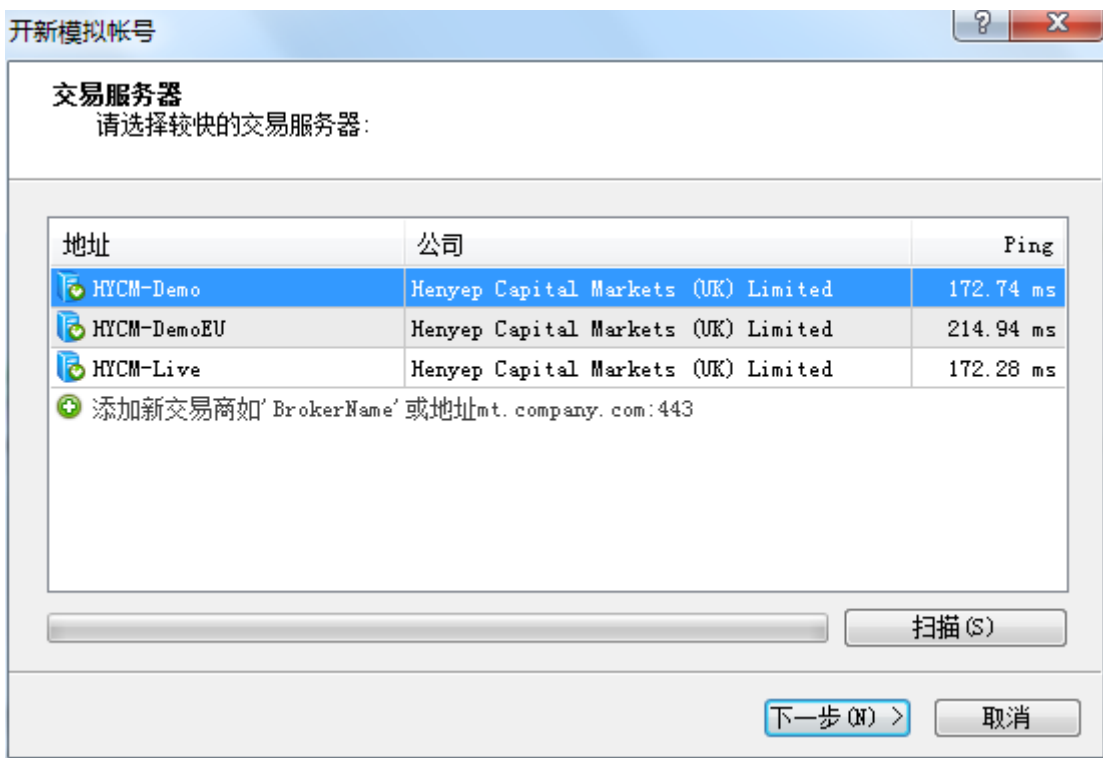 开新模拟帐号
交易服务器
请选择较快的交易服务器:
地址 公司 Ping
HYCM-Demo Henyep Capital Markets (UK) Limited 172.74 ms
HYCM-DemoEU Henyep Capital Markets (UK) Limited 214.94 ms
HYCM-Live Henyep Capital Markets (UK) Limited 172.28 ms
添加新交易商如'BrokerName'或地址mt.company.com:443
扫描(S)
下一步(N) > 取消